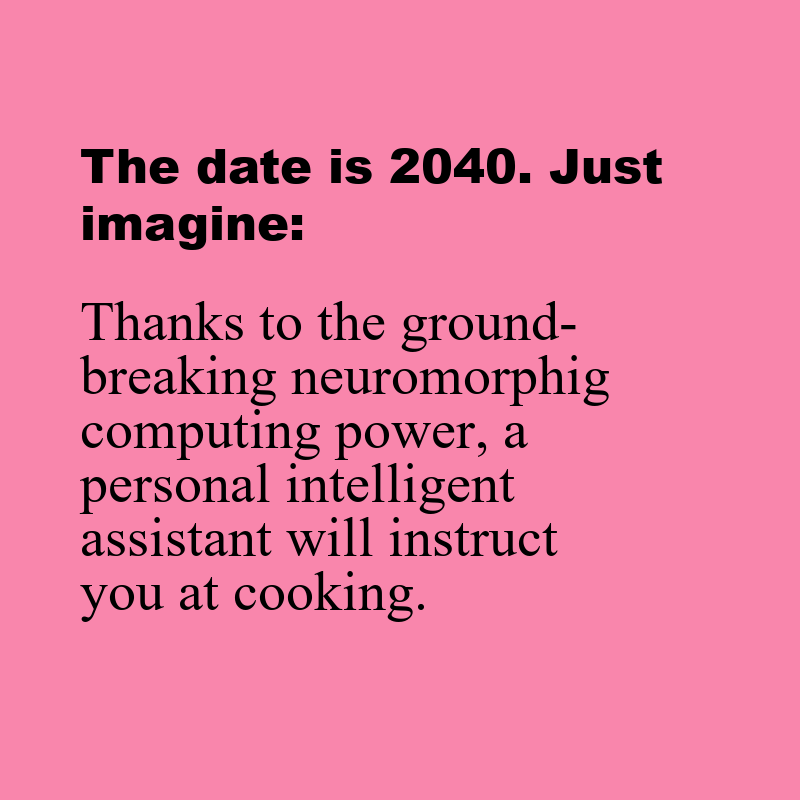 The date is 2040. Just
imagine:
Thanks to the ground-
breaking neuromorphig
computing power, a
personal intelligent
assistant will instruct
you at cooking.